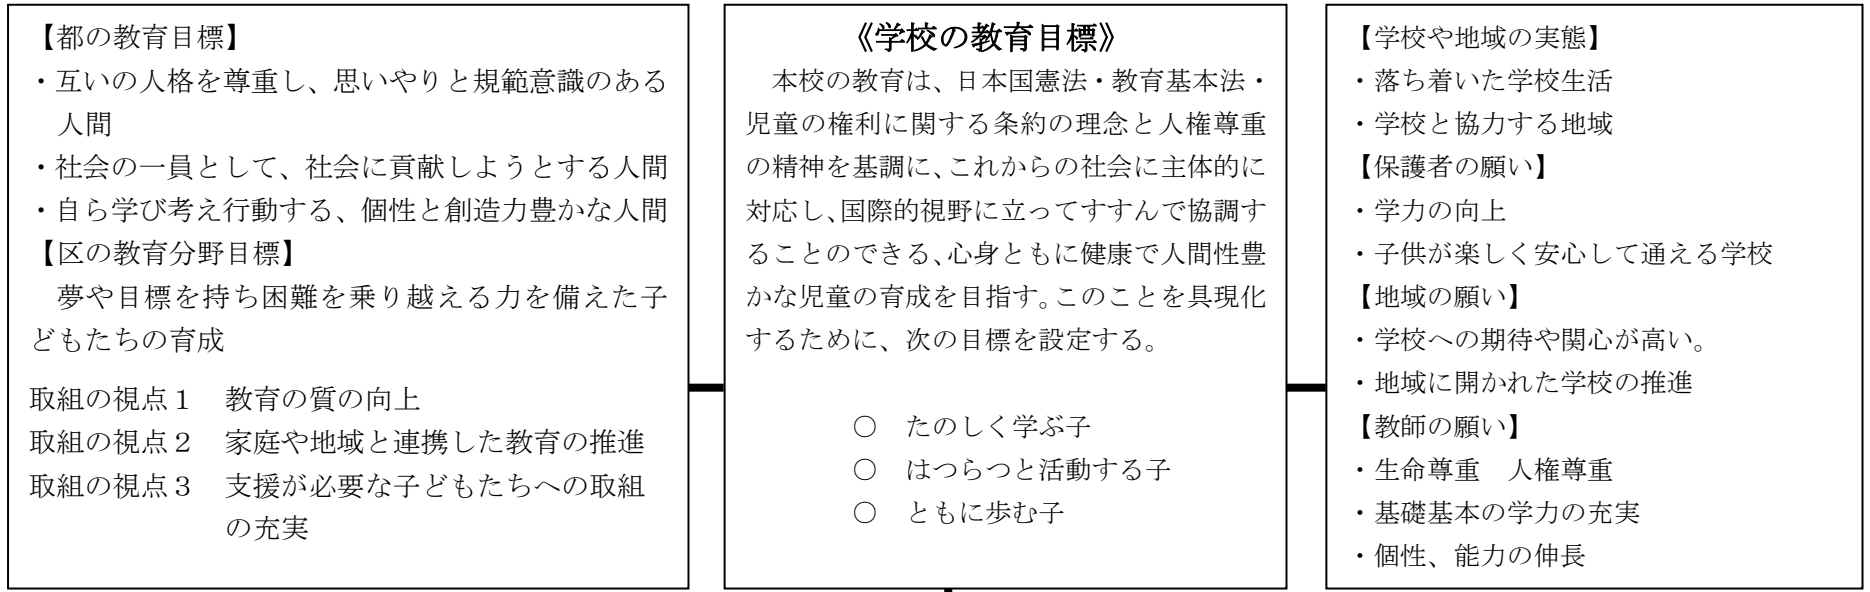 【都の教育目標】
・互いの人格を尊重し、思いやりと規範意識のある
人間
・社会の一員として、社会に貢献しようとする人間
・自ら学び考え行動する、個性と創造力豊かな人間
【区の教育分野目標】
　夢や目標を持ち困難を乗り越える力を備えた子
どもたちの育成
取組の視点１　教育の質の向上
取組の視点２　家庭や地域と連携した教育の推進
取組の視点３　支援が必要な子どもたちへの取組
の充実
《学校の教育目標》
　本校の教育は、日本国憲法・教育基本法・
児童の権利に関する条約の理念と人権尊重
の精神を基調に、これからの社会に主体的に
対応し、国際的視野に立ってすすんで協調す
ることのできる、心身ともに健康で人間性豊
かな児童の育成を目指す。このことを具現化
するために、次の目標を設定する。
○　たのしく学ぶ子
○　はつらつと活動する子
○　ともに歩む子
【学校や地域の実態】
・落ち着いた学校生活
・学校と協力する地域
【保護者の願い】
・学力の向上
・子供が楽しく安心して通える学校
【地域の願い】
・学校への期待や関心が高い。
・地域に開かれた学校の推進
【教師の願い】
・生命尊重　人権尊重
・基礎基本の学力の充実
・個性、能力の伸長